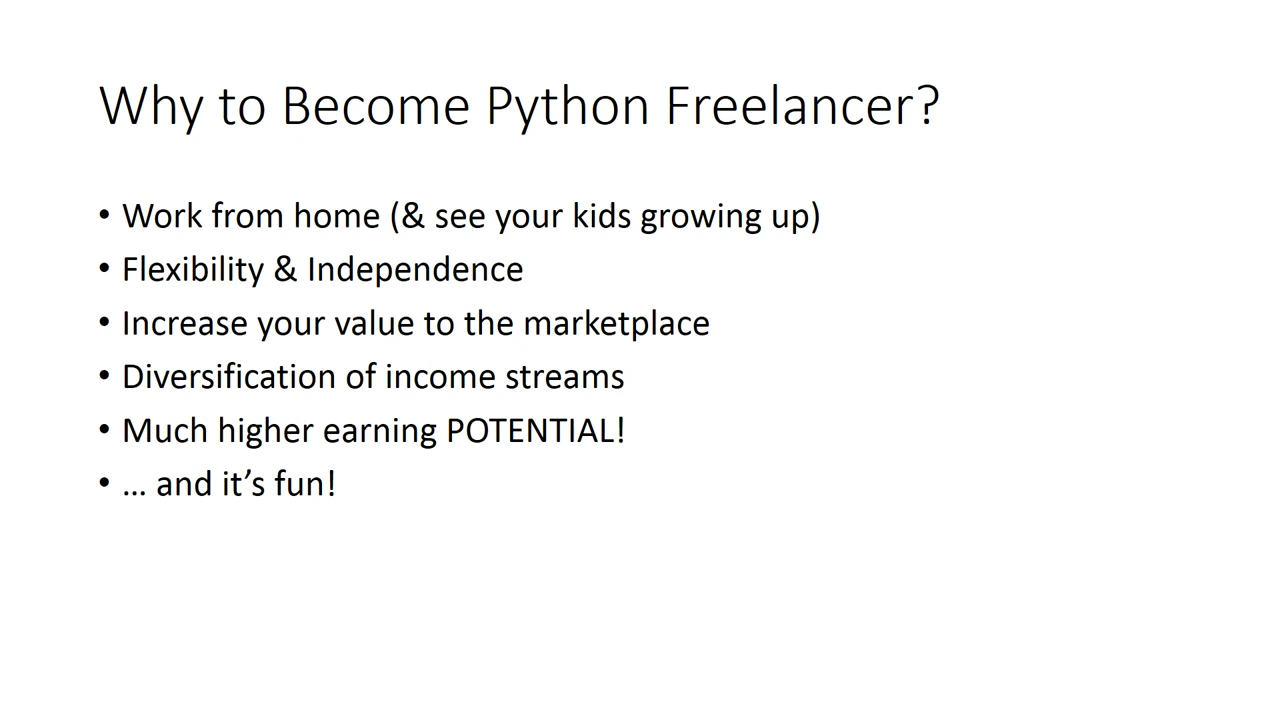 Why to Become Python Freelancer?
• Work from home (& see your kids growing up)
• Flexibility & Independence
• Increase your value to the marketplace
• Diversification of income streams
• Much higher earning POTENTIAL!
• … and it’s fun!